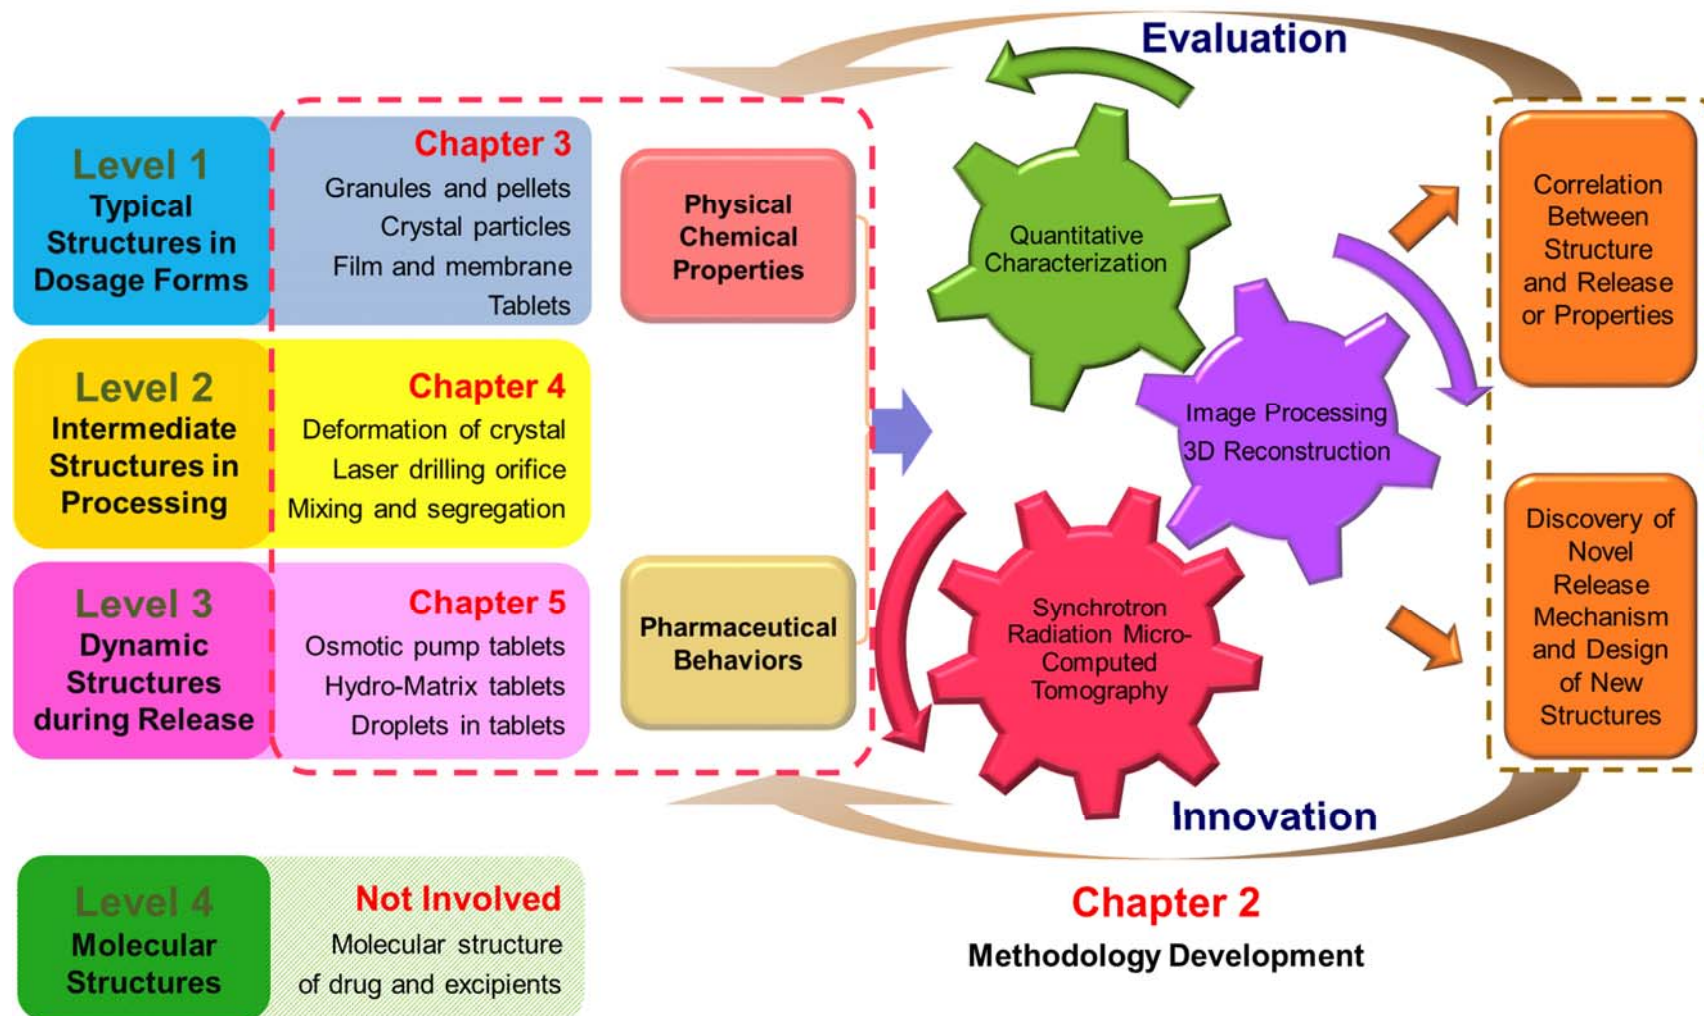 Evaluation
Level 1
Typical
Structures in
Dosage Forms
Chapter 3
Granules and pellets
Crystal particles
Film and membrane
Tablets
Physical
Chemical
Properties
Level 2
Intermediate
Structures in
Processing
Chapter 4
Deformation of crystal
Laser drilling orifice
Mixing and segregation
Level 3
Dynamic
Structures
during Release
Chapter 5
Osmotic pump tablets
Hydro-Matrix tablets
Droplets in tablets
Pharmaceutical
Behaviors
Level 4
Molecular
Structures
Not Involved
Molecular structure
of drug and excipients
Quantitative
Characterization
Image Processing
3D Reconstruction
Synchrotron
Radiation Micro-
Computed
Tomography
Correlation
Between
Structure
and Release
or Properties
Discovery of
Novel
Release
Mechanism
and Design
of New
Structures
Innovation
Chapter 2
Methodology Development